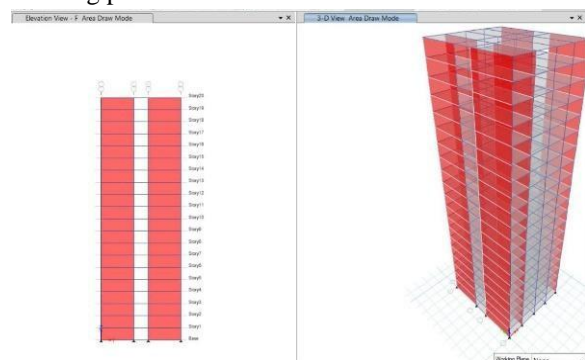 Elevation View - F Area Draw Mode
3-D View Area Draw Mode
Story20
Story19
Story18
Story17
Story16
Story15
Story14
Story13
Story12
Story11
Story10
Story9
Story8
Story7
Story6
Story5
Story4
Story3
Story2
Story1
Base